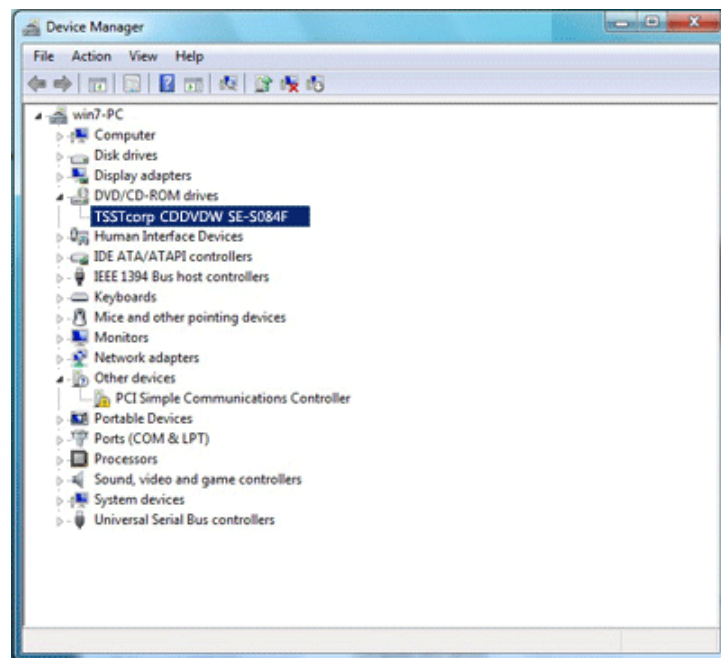 Device Manager
File Action View Help
win7-PC
Computer
Disk drives
Display adapters
DVD/CD-ROM drives
TSSTcorp CDDVDW SE-S084F
Human Interface Devices
IDE ATA/ATAPI controllers
IEEE 1394 Bus host controllers
Keyboards
Mice and other pointing devices
Monitors
Network adapters
Other devices
PCI Simple Communications Controller
Portable Devices
Ports (COM & LPT)
Processors
Sound, video and game controllers
System devices
Universal Serial Bus controllers